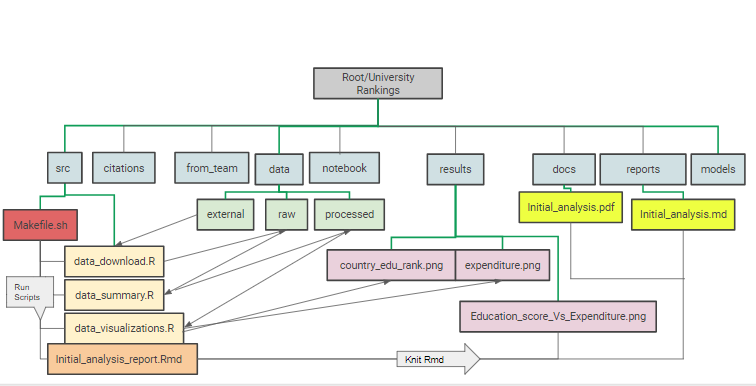 Root/University
Rankings
src
citations
from_team
data
notebook
results
docs
reports
models
Makefile.sh
external
raw
processed
Initial_analysis.pdf
Initial_analysis.md
data_download.R
country_edu_rank.png
expenditure.png
Run
Scripts
data_summary.R
data_visualizations.R
Education_score_Vs_Expenditure.png
Initial_analysis_report.Rmd
Knit Rmd